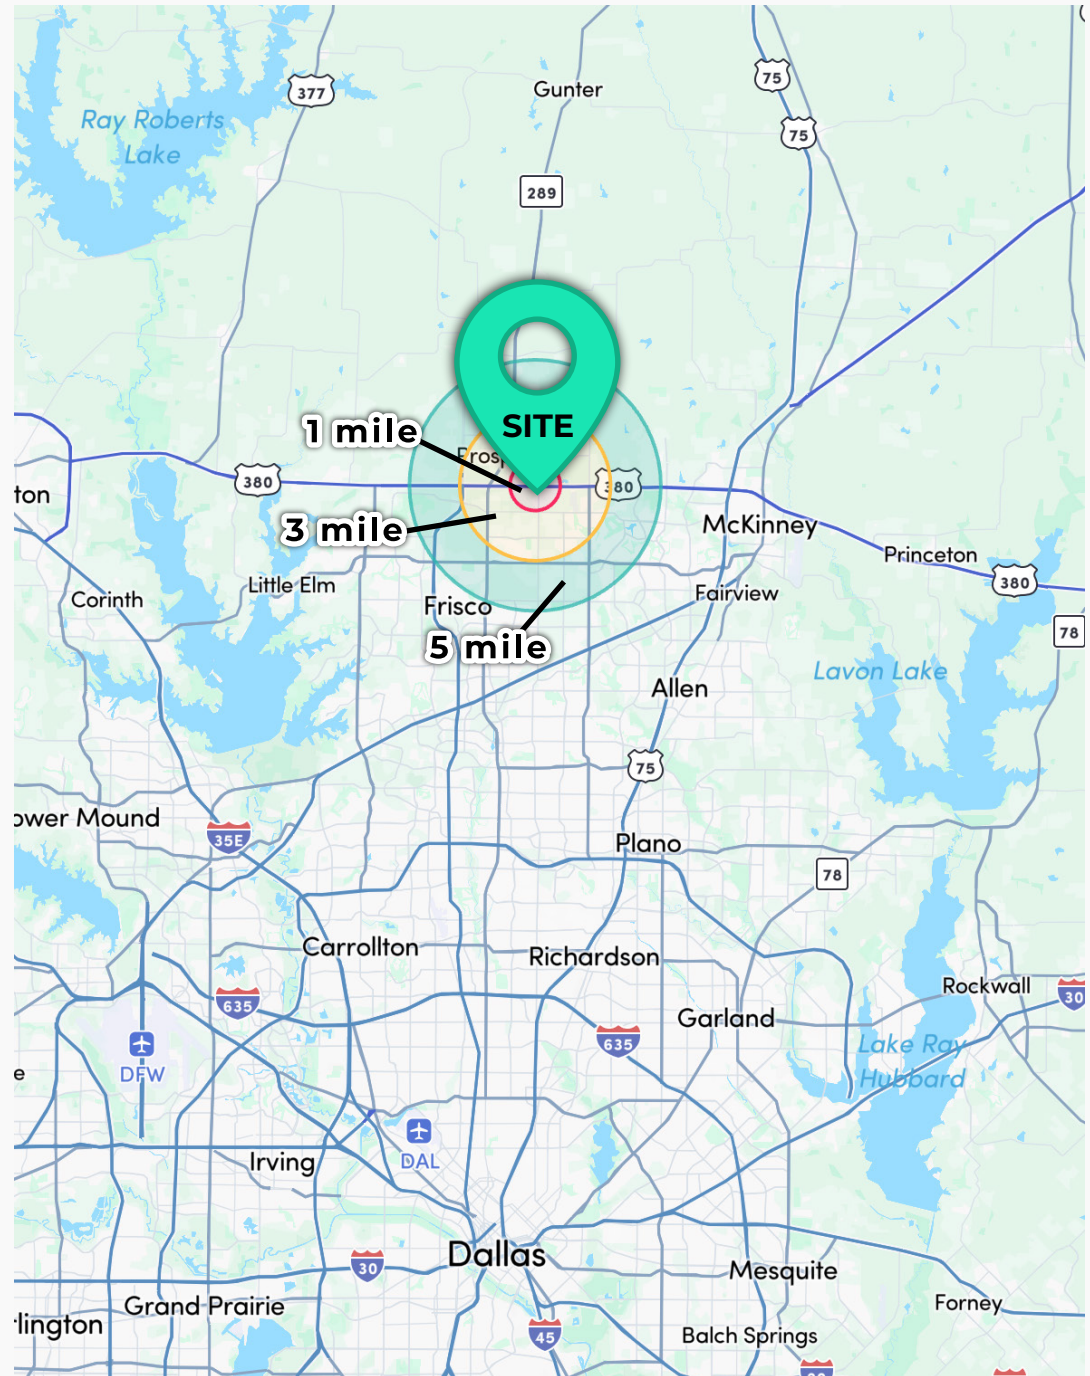 377
Gunter
75
75
Ray Roberts
Lake
289
SITE
1 mile
Prosp
380
380
ton
3 mile
McKinney
Princeton
380
Little Elm
Corinth
Frisco
Fairview
78
5 mile
Lavon Lake
Allen
75
ower Mound
35E
Plano
78
Carrollton
Richardson
Rockwall
30
635
Garland
635
Lake Ray
Hubbard
DFW
e
DAL
Irving
Dallas
30
Mesquite
Grand Prairie
Forney
lington
45
Balch Springs